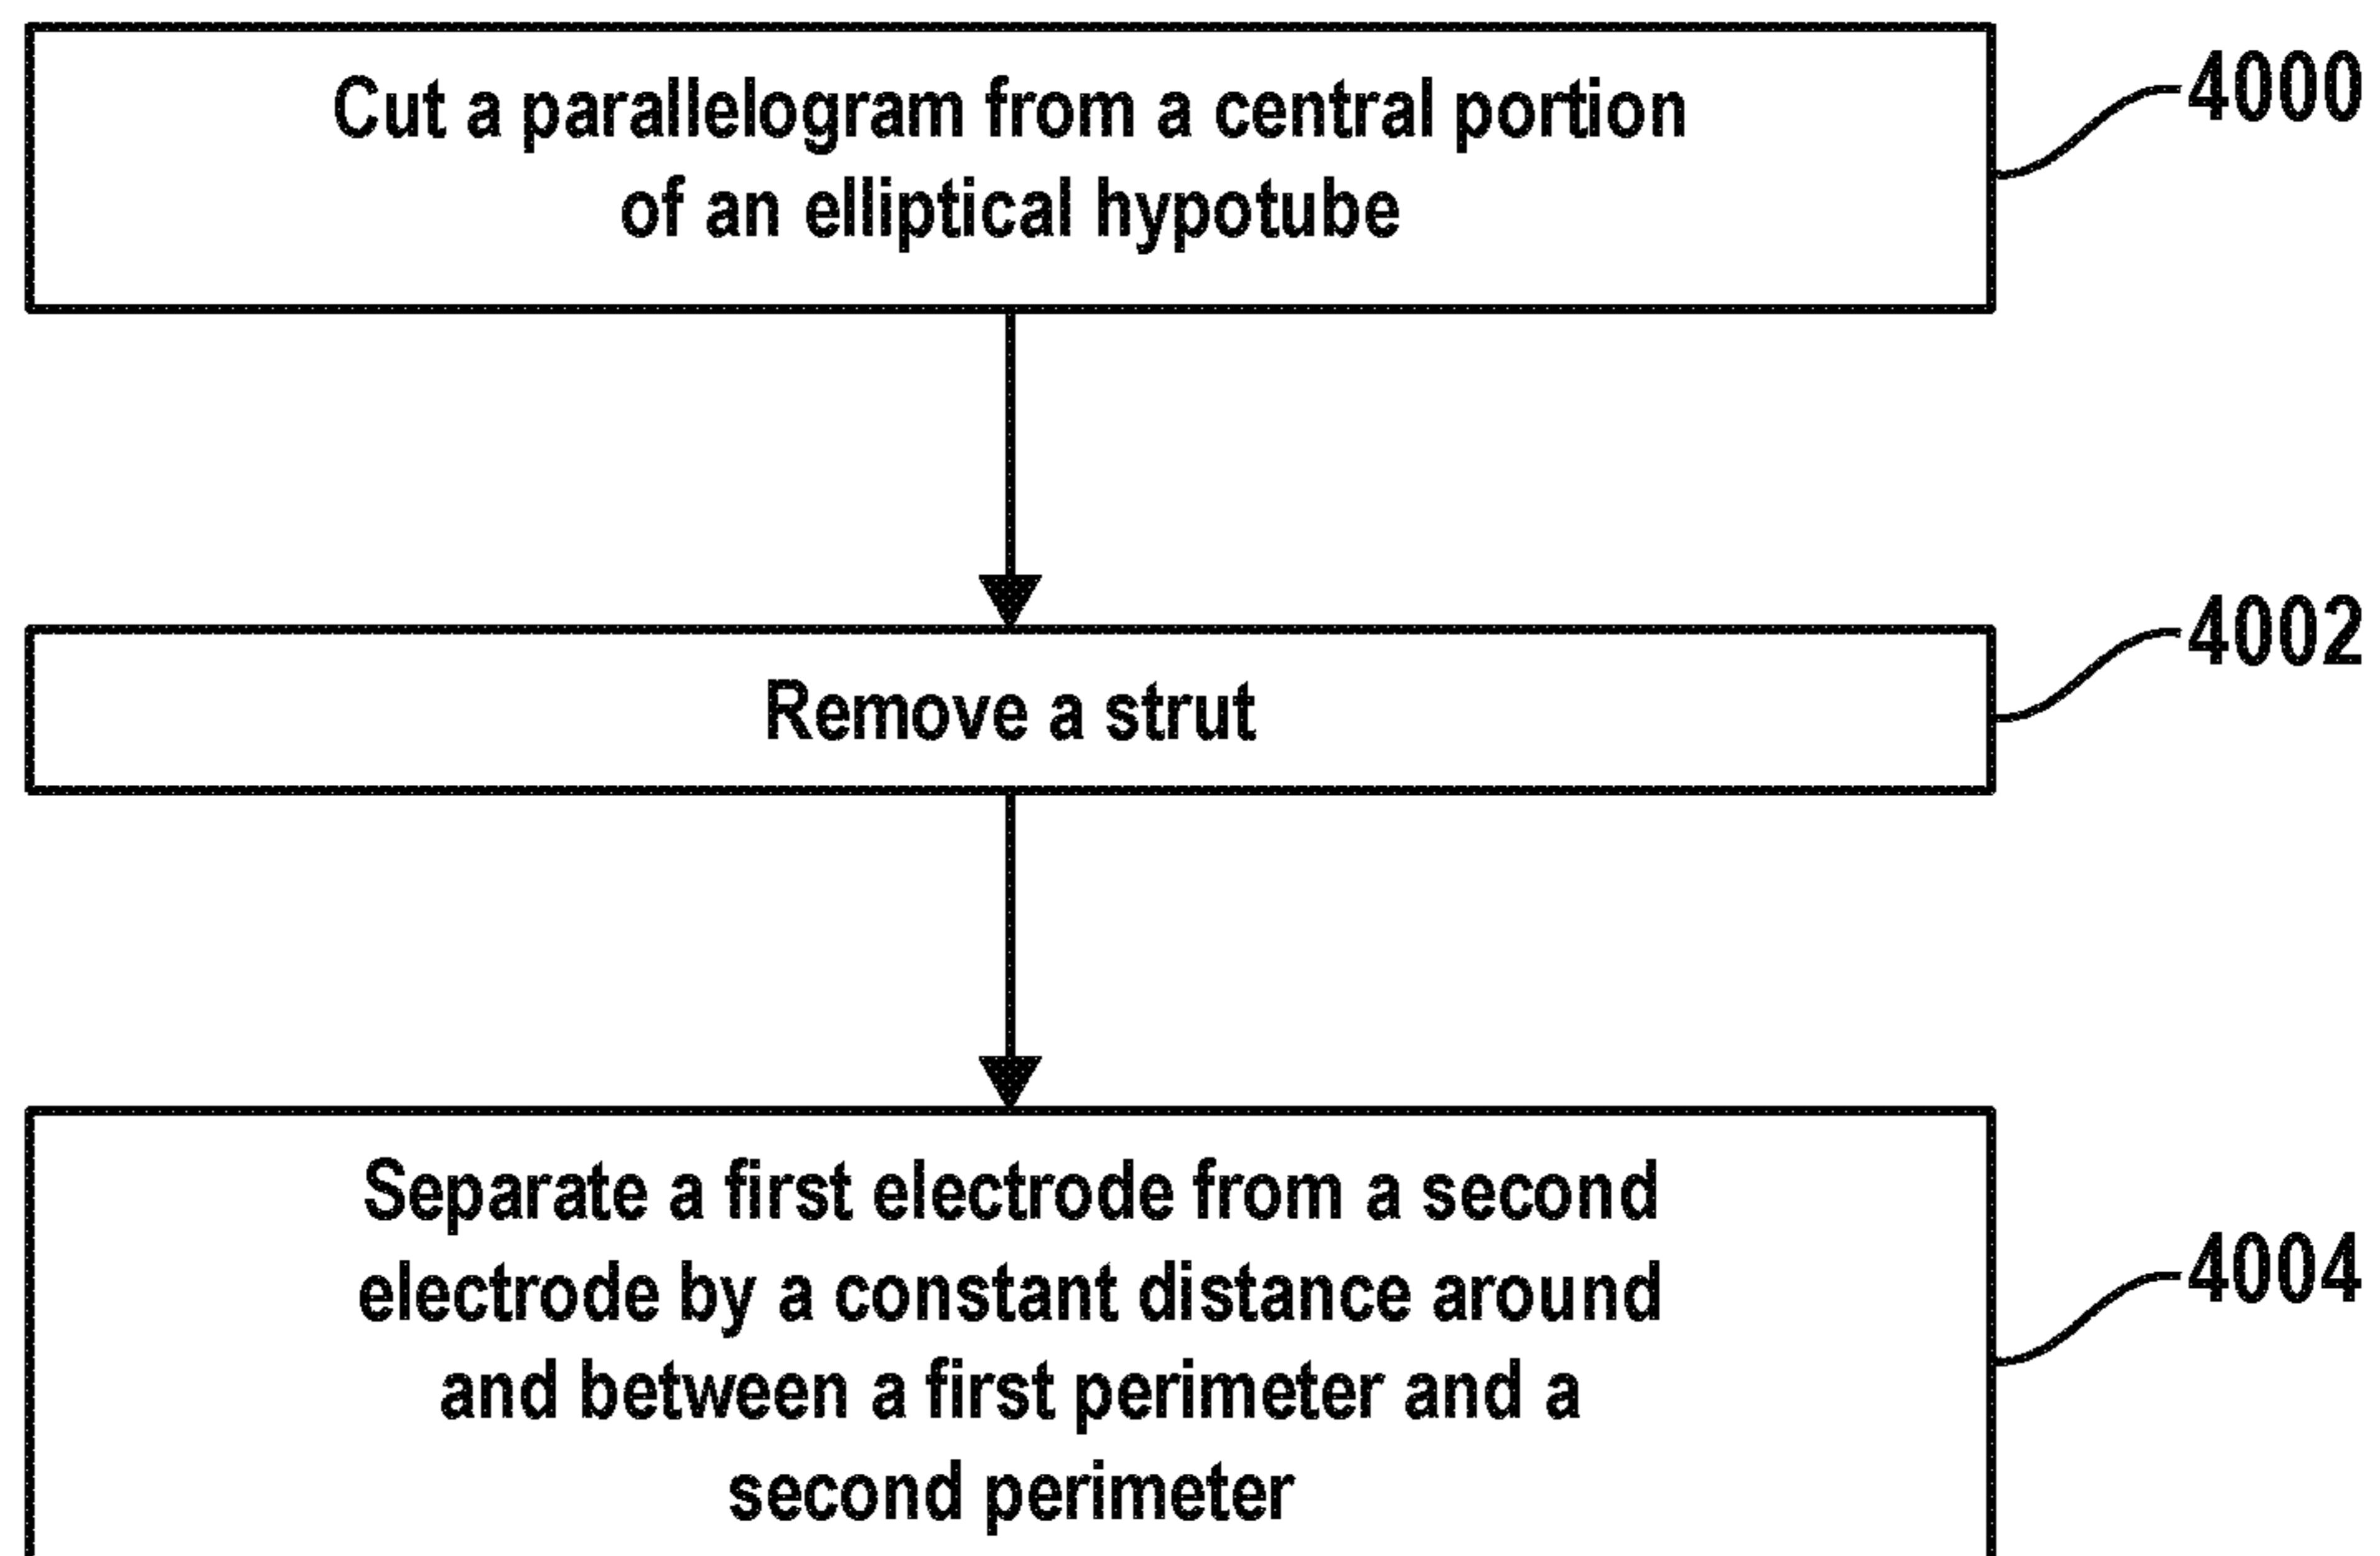 Cut a parallelogram from a central portion
of an elliptical hypotube
4000
Remove a strut
4002
Separate a first electrode from a second
electrode by a constant distance around
and between a first perimeter and a
second perimeter
4004